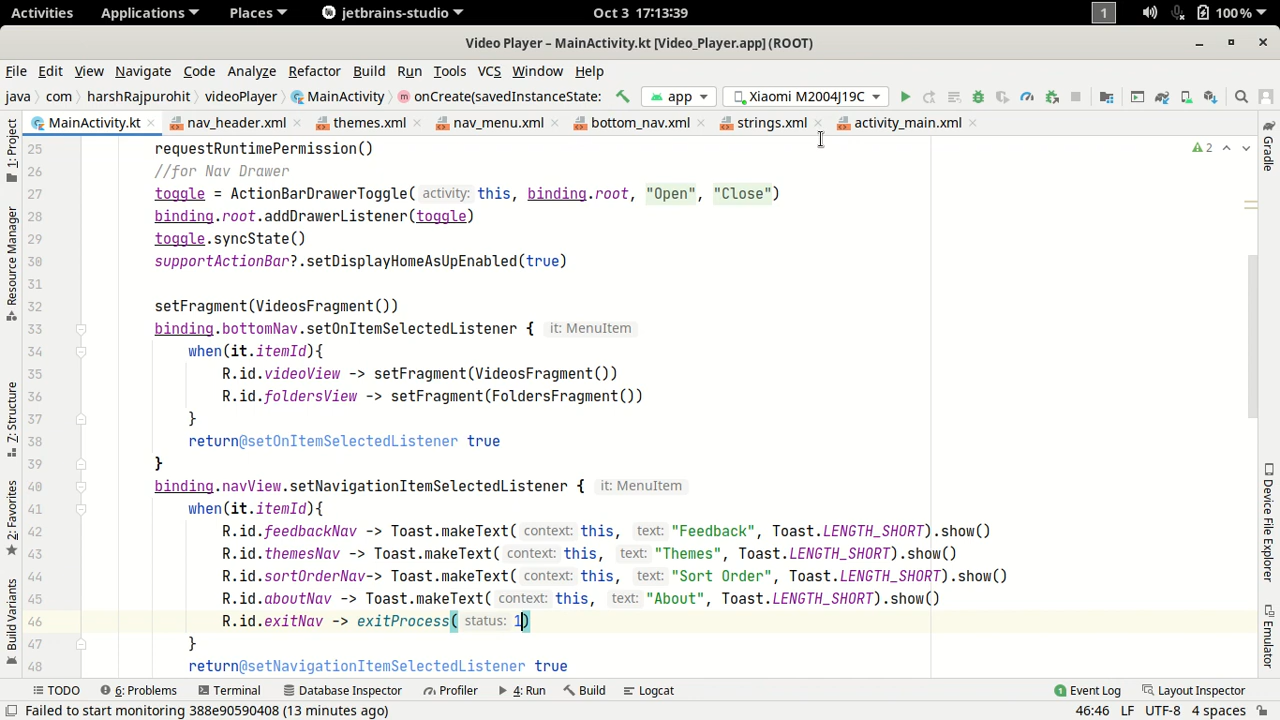 Activities Applications Places jetbrains-studio Oct 3 17:13:39 1 100%
Video Player – MainActivity.kt [Video_Player.app] (ROOT)
File Edit View Navigate Code Analyze Refactor Build Run Tools VCS Window Help
java com harshRajpurohit videoPlayer MainActivity onCreate(savedInstanceState: app Xiaomi M2004J19C
MainActivity.kt nav_header.xml themes.xml nav_menu.xml bottom_nav.xml strings.xml activity_main.xml
1: Project
Resource Manager
7: Structure
2: Favorites
Build Variants
25 requestRuntimePermission() 2
26 //for Nav Drawer
27 toggle = ActionBarDrawerToggle( activity: this, binding.root, "Open", "Close")
28 binding.root.addDrawerListener(toggle)
29 toggle.syncState()
30 supportActionBar?.setDisplayHomeAsUpEnabled(true)
31
32 setFragment(VideosFragment())
33 binding.bottomNav.setOnItemSelectedListener { it: MenuItem
34 when(it.itemId){
35 R.id.videoView -> setFragment(VideosFragment())
36 R.id.foldersView -> setFragment(FoldersFragment())
37 }
38 return@setOnItemSelectedListener true
39 }
40 binding.navView.setNavigationItemSelectedListener { it: MenuItem
41 when(it.itemId){
42 R.id.feedbackNav -> Toast.makeText( context: this, text: "Feedback", Toast.LENGTH_SHORT).show()
43 R.id.themesNav -> Toast.makeText( context: this, text: "Themes", Toast.LENGTH_SHORT).show()
44 R.id.sortOrderNav-> Toast.makeText( context: this, text: "Sort Order", Toast.LENGTH_SHORT).show()
45 R.id.aboutNav -> Toast.makeText( context: this, text: "About", Toast.LENGTH_SHORT).show()
46 R.id.exitNav -> exitProcess( status: 1)
47 }
48 return@setNavigationItemSelectedListener true
Gradle
Device File Explorer
Emulator
TODO 6: Problems Terminal Database Inspector Profiler 4: Run Build Logcat 1 Event Log Layout Inspector
Failed to start monitoring 388e90590408 (13 minutes ago) 46:46 LF UTF-8 4 spaces